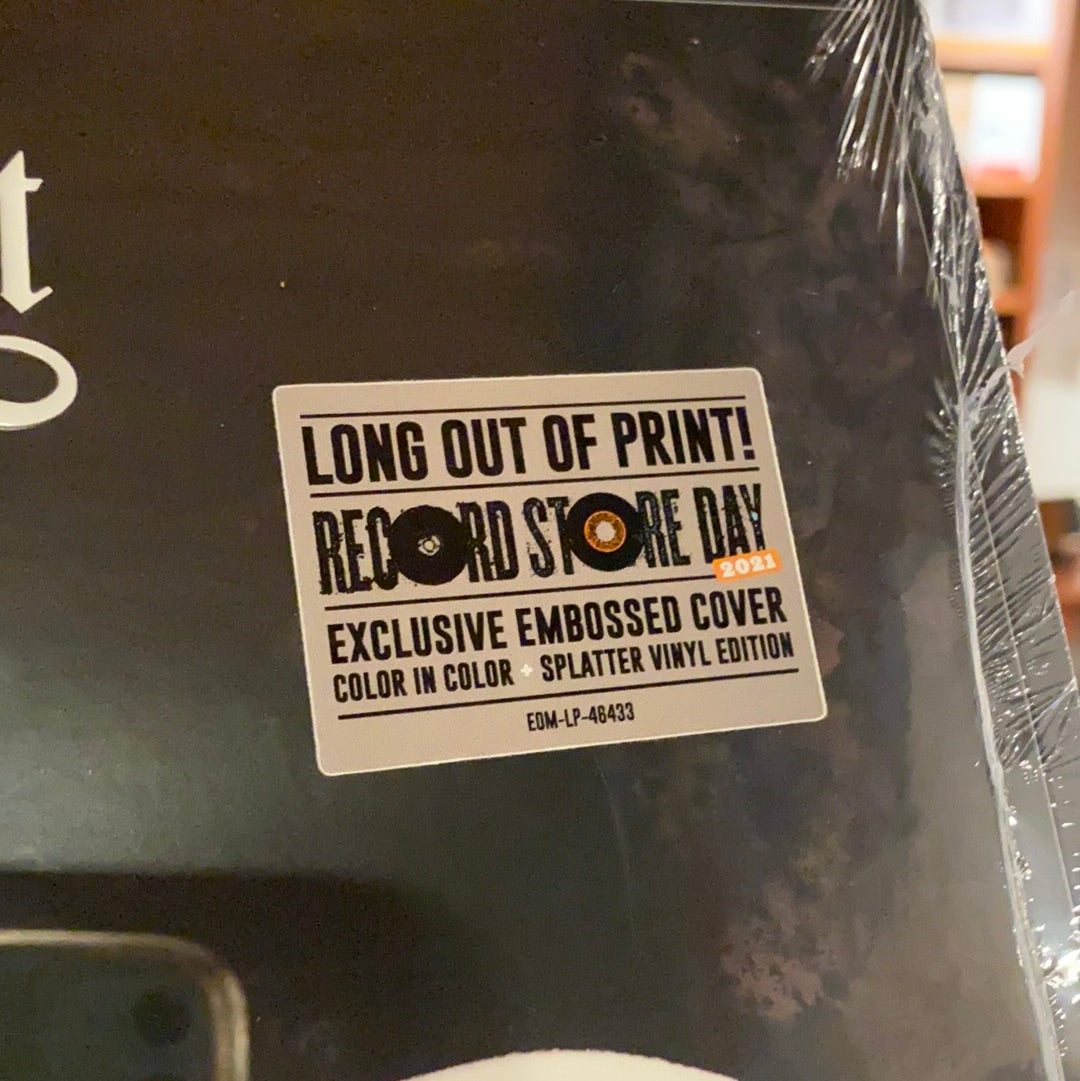 t
LONG OUT OF PRINT!
RECORD STORE DAY
2021
EXCLUSIVE EMBOSSED COVER
COLOR IN COLOR + SPLATTER VINYL EDITION
EOM-LP-46433